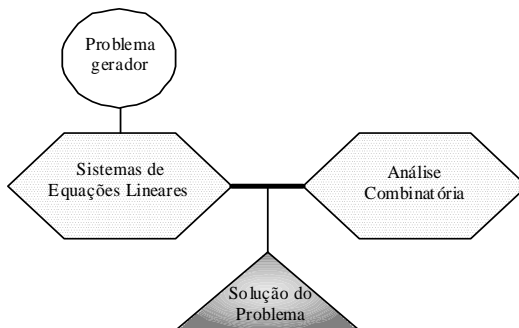 Problema
gerador
Sistemas de
Equações Lineares
Análise
Combinatória
Solução do
Problema